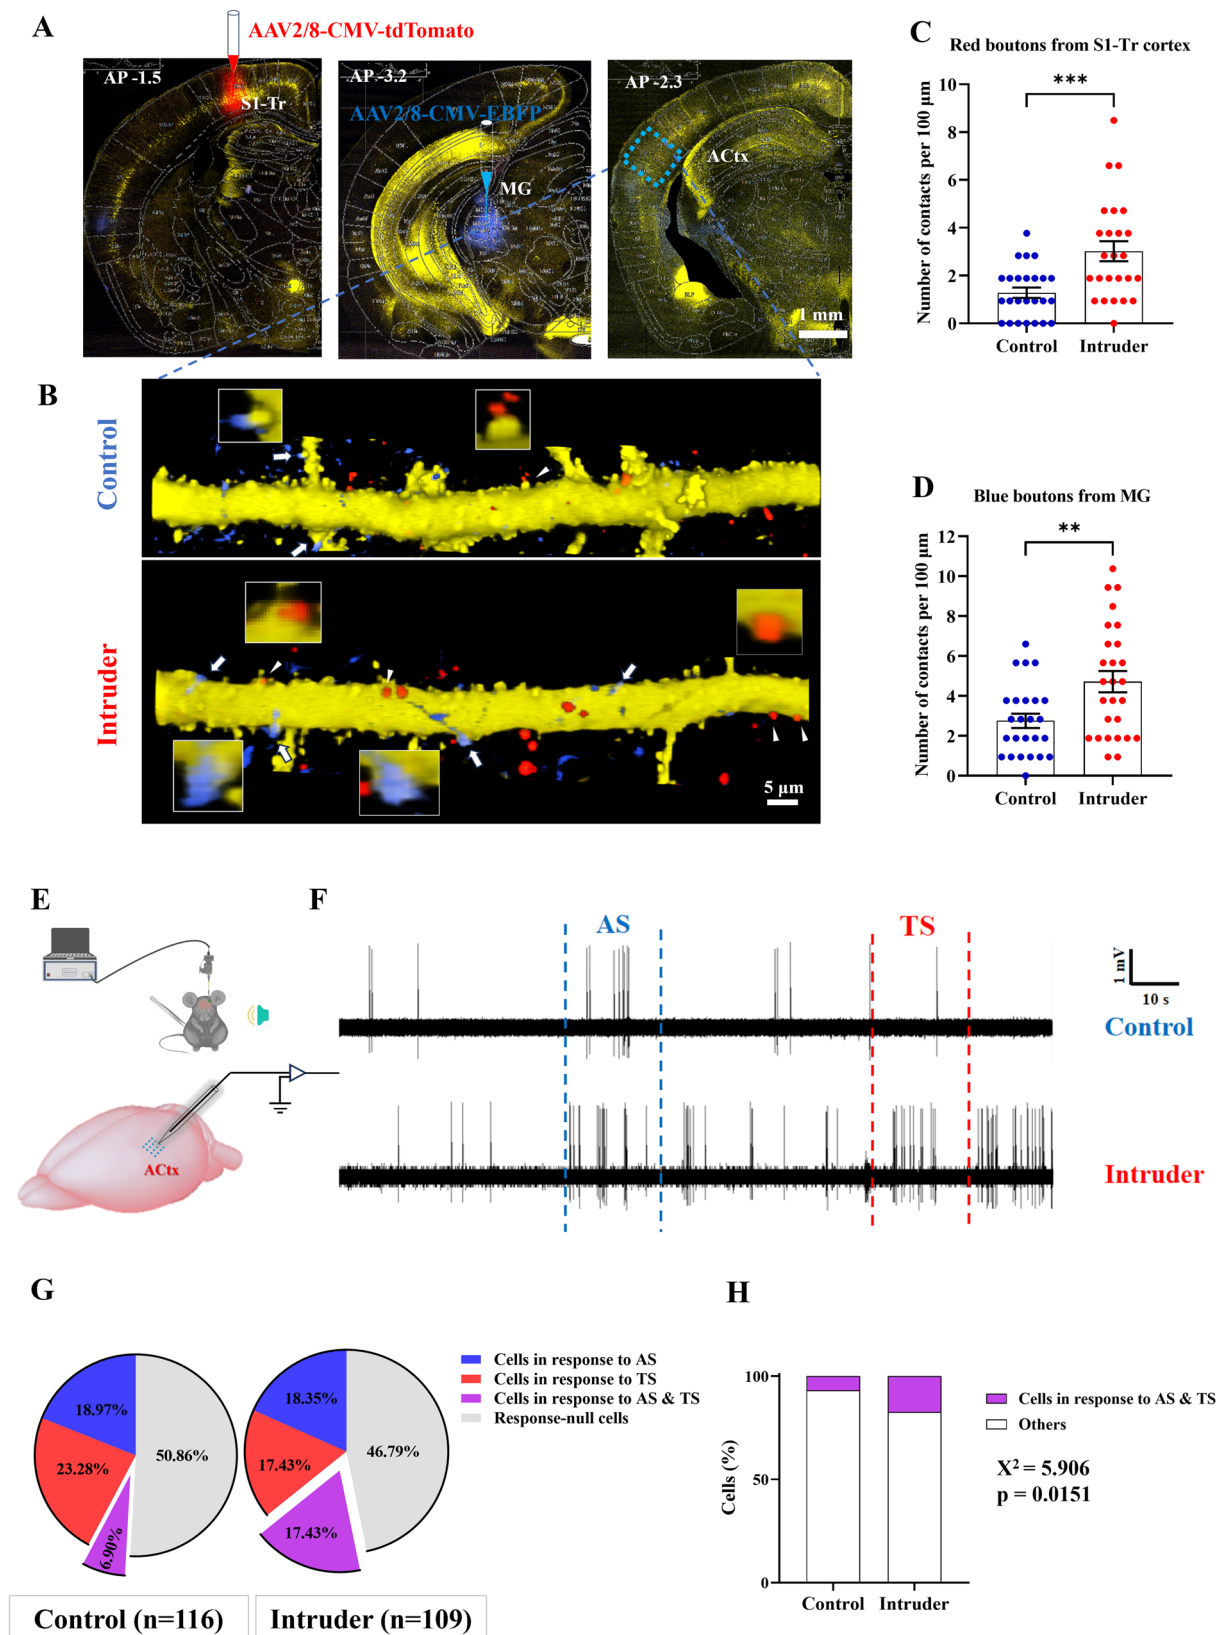 A
AAV2/8-CMV-tdTomato
AP -1.5
S1-Tr
AP -3.2
AAV2/8-CMV-EBFP
MG
AP -2.3
ACtx
1 mm
C
Red boutons from S1-Tr cortex
***
Number of contacts per 100 μm
10
8
6
4
2
0
Control
Intruder
B
Control
Intruder
5 μm
D
Blue boutons from MG
**
Number of contacts per 100 μm
12
10
8
6
4
2
0
Control
Intruder
E
ACtx
F
AS
TS
1 mV
10 s
Control
Intruder
G
18.97%
50.86%
23.28%
6.90%
18.35%
46.79%
17.43%
17.43%
Cells in response to AS
Cells in response to TS
Cells in response to AS & TS
Response-null cells
Control (n=116)
Intruder (n=109)
H
Cells (%)
100
50
0
Control
Intruder
Cells in response to AS & TS
Others
X² = 5.906
p = 0.0151